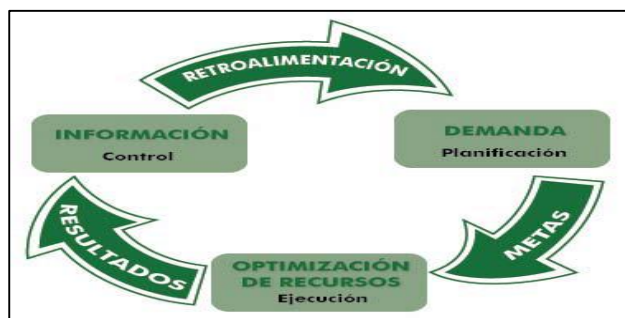 RETROALIMENTACIÓN
INFORMACIÓN
Control
DEMANDA
Planificación
RESULTADOS
METAS
OPTIMIZACIÓN
DE RECURSOS
Ejecución